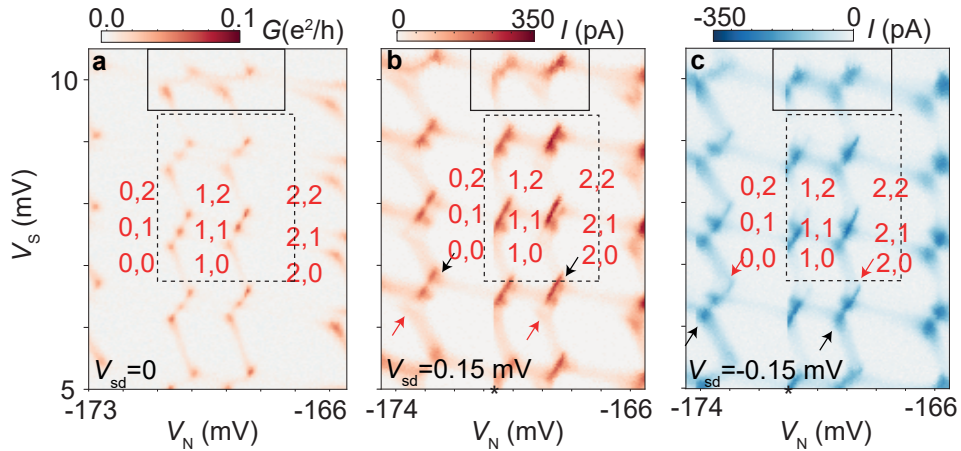 0.0 0.1
G(e²/h)
0 350
I (pA)
-350 0
I (pA)
a
b
c
10
5
V_S (mV)
0,2 1,2 2,2
0,1 1,1 2,1
0,0 1,0 2,0
V_sd=0
-173 -166
V_N (mV)
0,2 1,2 2,2
0,1 1,1 2,1
0,0 1,0 2,0
V_sd=0.15 mV
*
-174 -166
V_N (mV)
0,2 1,2 2,2
0,1 1,1 2,1
0,0 1,0 2,0
V_sd=-0.15 mV
*
-174 -166
V_N (mV)